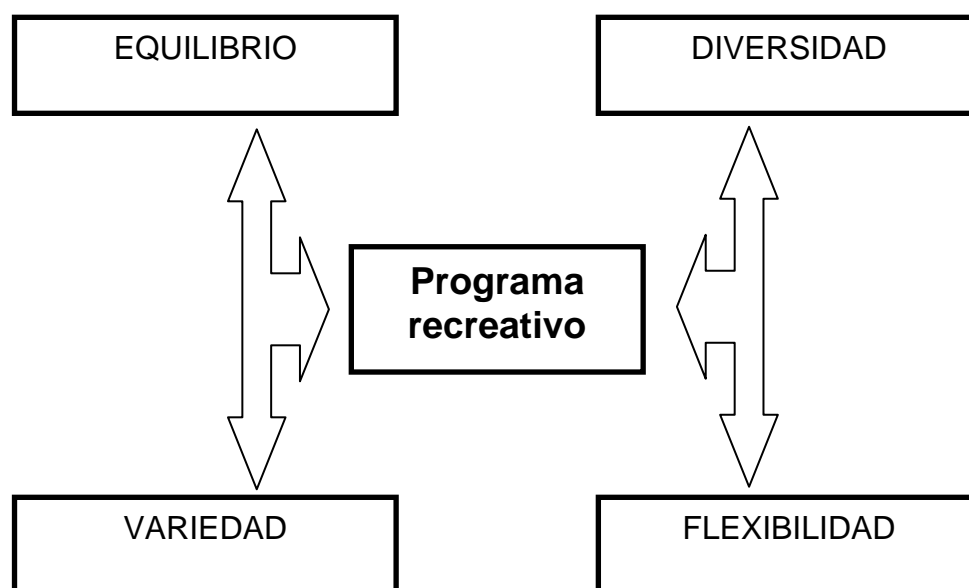 EQUILIBRIO
DIVERSIDAD
Programa
recreativo
VARIEDAD
FLEXIBILIDAD